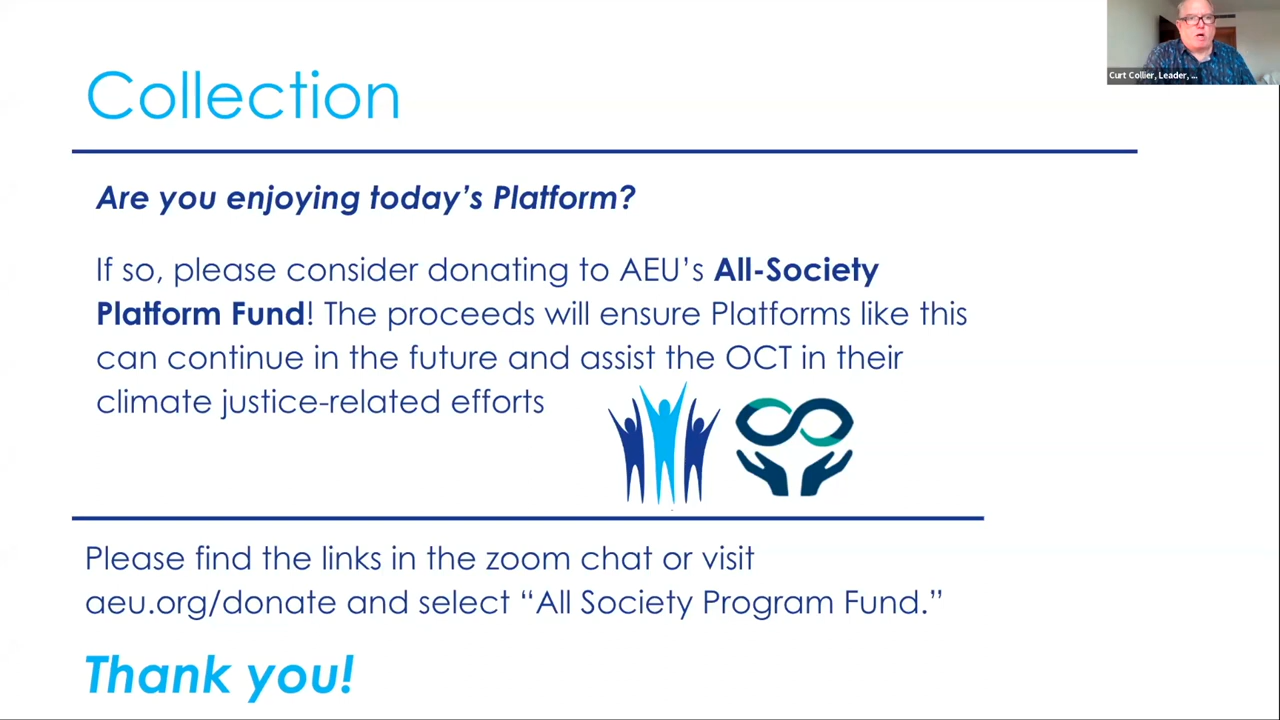 Collection
Curt Collier, Leader, ...
Are you enjoying today's Platform?
If so, please consider donating to AEU's All-Society
Platform Fund! The proceeds will ensure Platforms like this
can continue in the future and assist the OCT in their
climate justice-related efforts
Please find the links in the zoom chat or visit
aeu.org/donate and select “All Society Program Fund.”
Thank you!